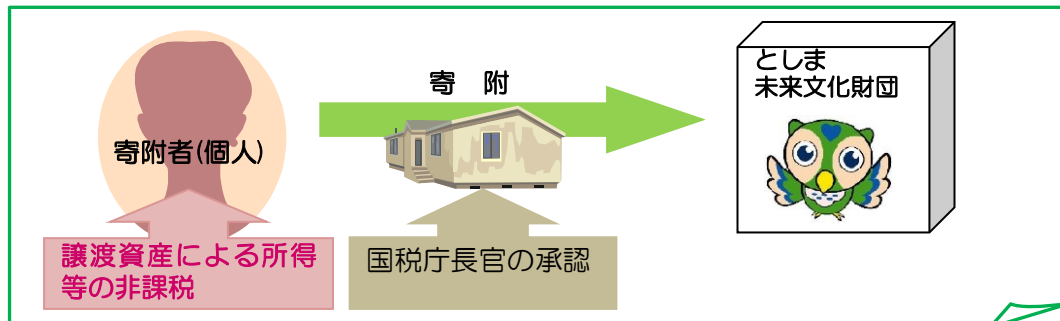 寄　附
としま
未来文化財団
寄附者(個人)
譲渡資産による所得
等の非課税
国税庁長官の承認